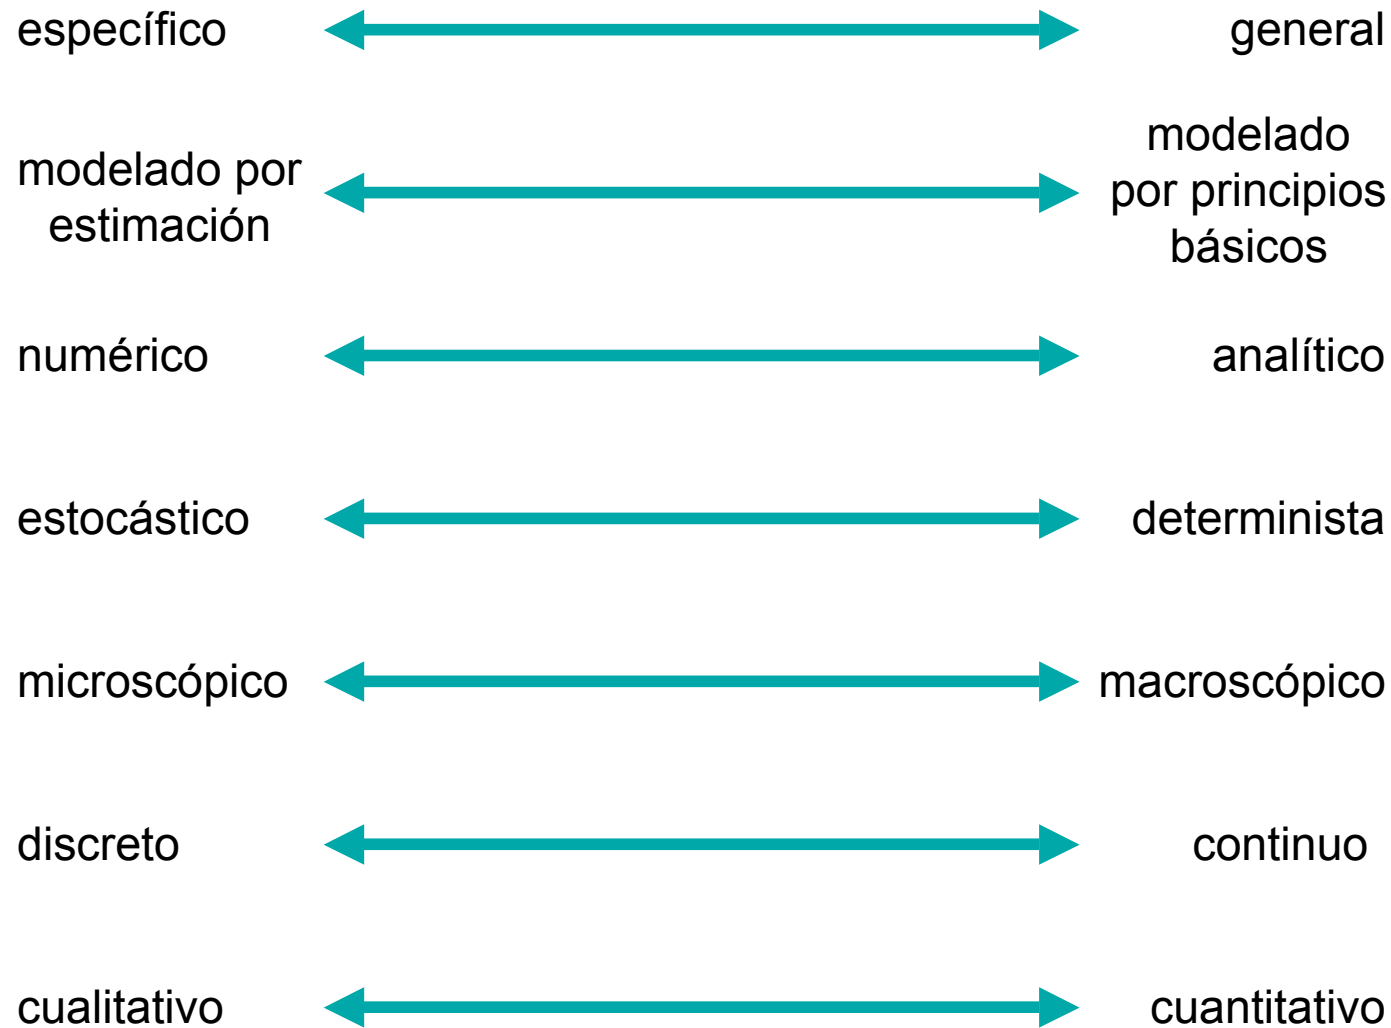 específico
general
modelado por
estimación
modelado
por principios
básicos
numérico
analítico
estocástico
determinista
microscópico
macroscópico
discreto
continuo
cualitativo
cuantitativo